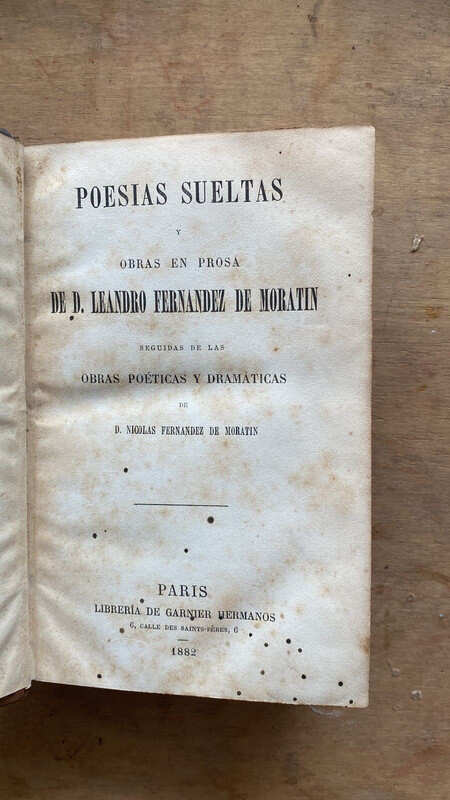 POESIAS SUELTAS
Y
OBRAS EN PROSA
DE D. LEANDRO FERNANDEZ DE MORATIN
SEGUIDAS DE LAS
OBRAS POÉTICAS Y DRAMÁTICAS
DE
D. NICOLAS FERNANDEZ DE MORATIN
PARIS
LIBRERÍA DE GARNIER HERMANOS
6, CALLE DES SAINTS-PÈRES, 6
1882